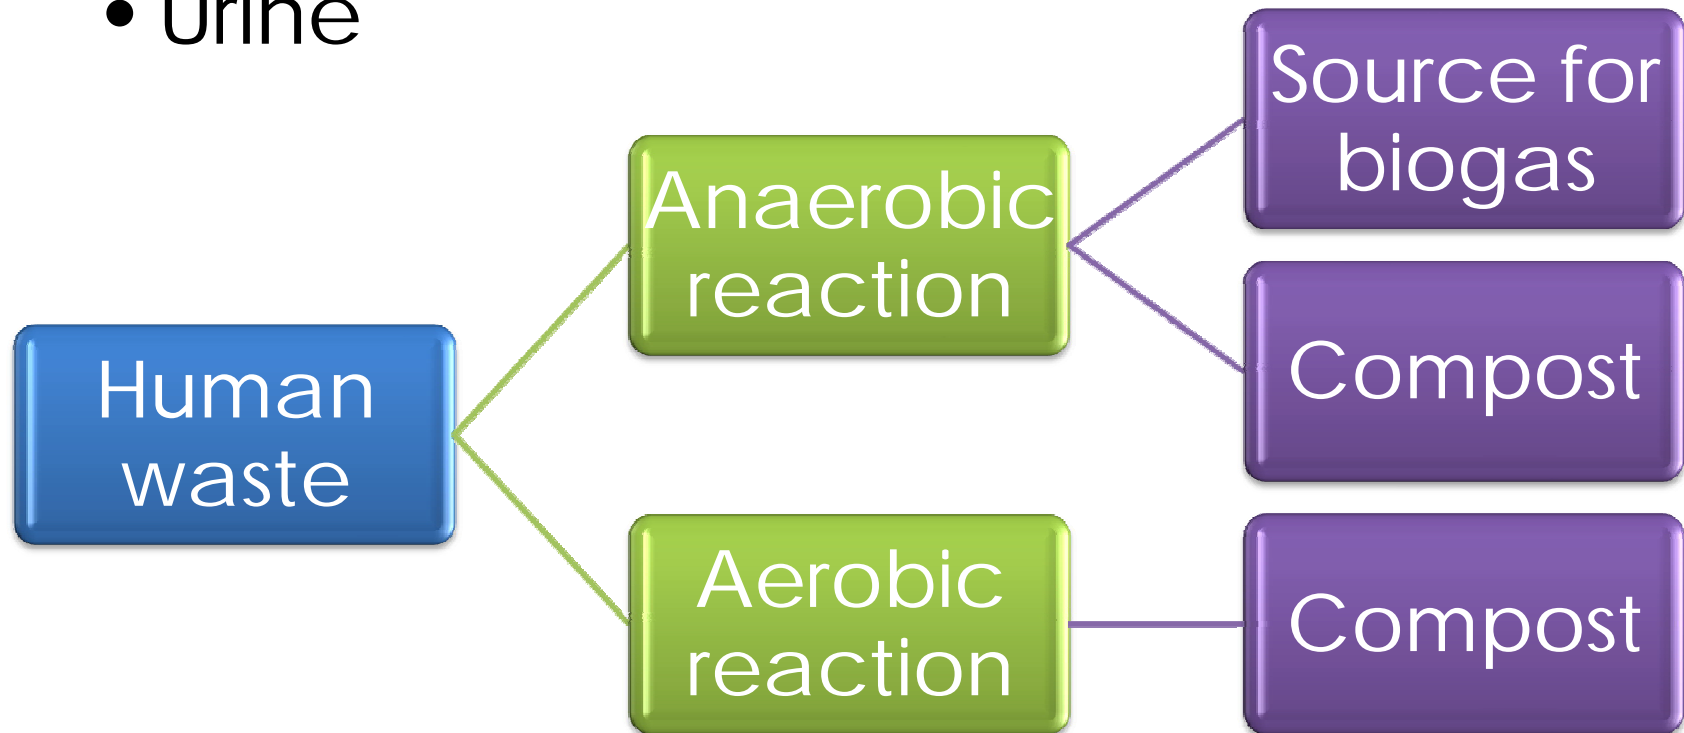 • Urine
Source for
biogas
Anaerobic
reaction
Compost
Human
waste
Aerobic
reaction
Compost